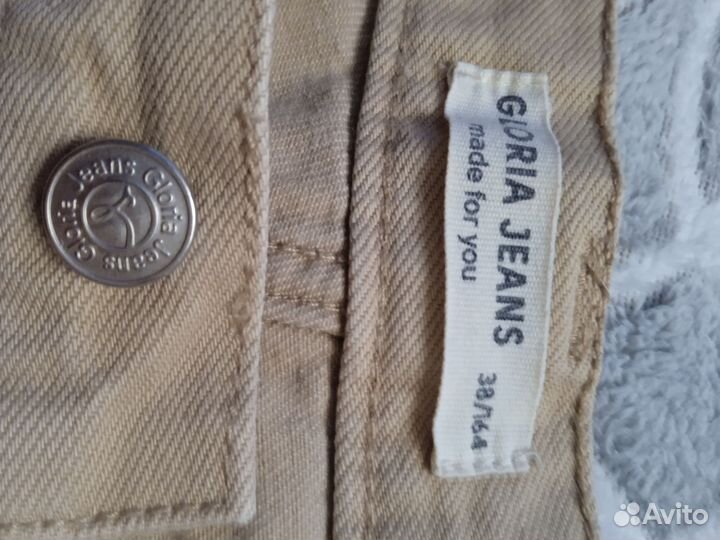 Gloria Jeans Gloria Jeans
GLORIA JEANS
made for you
38/164
Avito